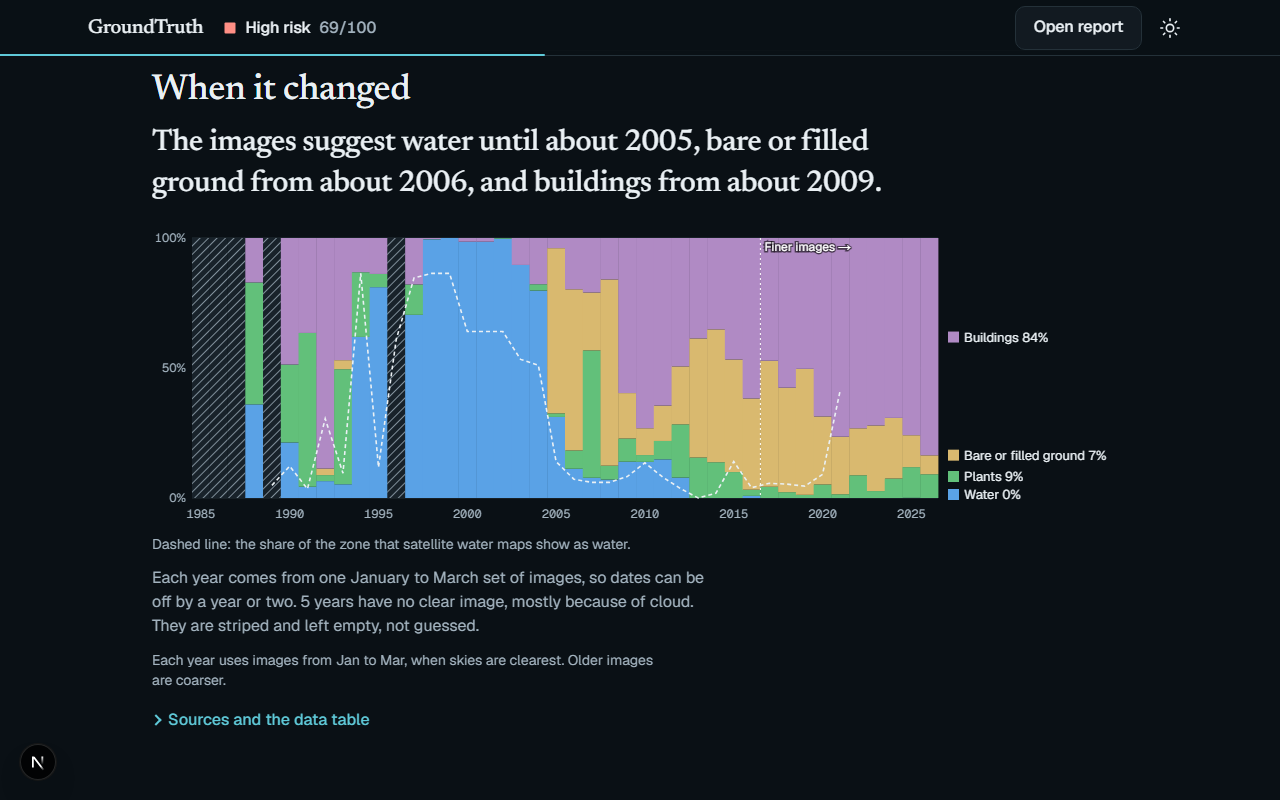 GroundTruth
High risk 69/100
Open report
When it changed
The images suggest water until about 2005, bare or filled
ground from about 2006, and buildings from about 2009.
100%
50%
0%
Finer images →
Buildings 84%
Bare or filled ground 7%
Plants 9%
Water 0%
1985 1990 1995 2000 2005 2010 2015 2020 2025
Dashed line: the share of the zone that satellite water maps show as water.
Each year comes from one January to March set of images, so dates can be
off by a year or two. 5 years have no clear image, mostly because of cloud.
They are striped and left empty, not guessed.
Each year uses images from Jan to Mar, when skies are clearest. Older images
are coarser.
Sources and the data table
N